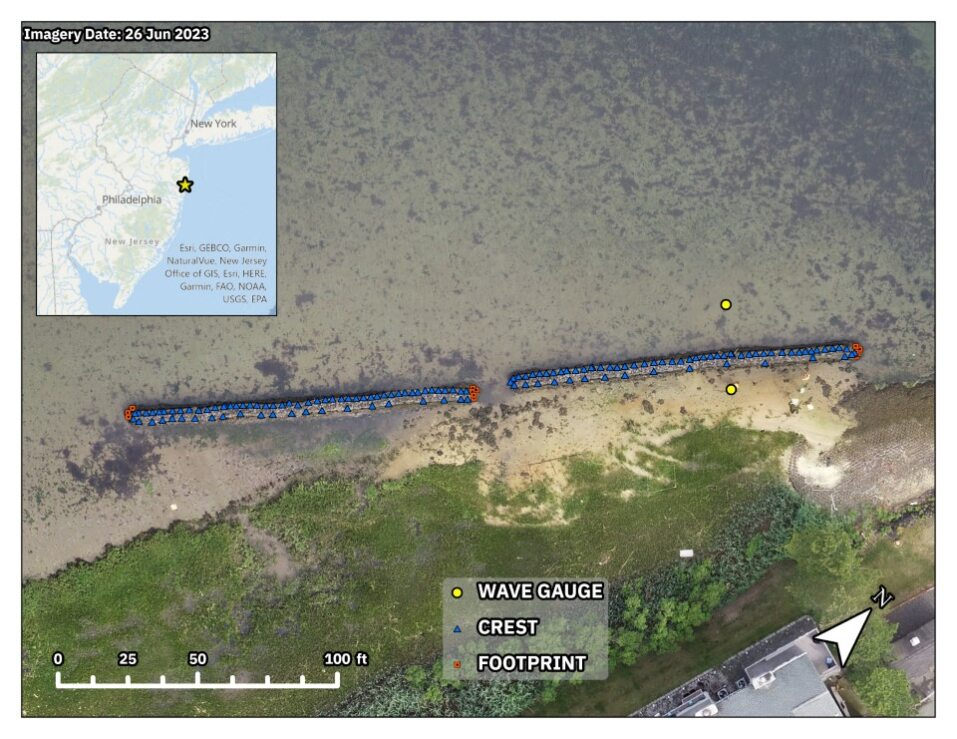 Imagery Date: 26 Jun 2023
New York
Philadelphia
New Jersey
Esri, GEBCO, Garmin,
NaturalVue, New Jersey
Office of GIS, Esri, HERE,
Garmin, FAO, NOAA,
USGS, EPA
WAVE GAUGE
CREST
FOOTPRINT
N
0 25 50 100 ft